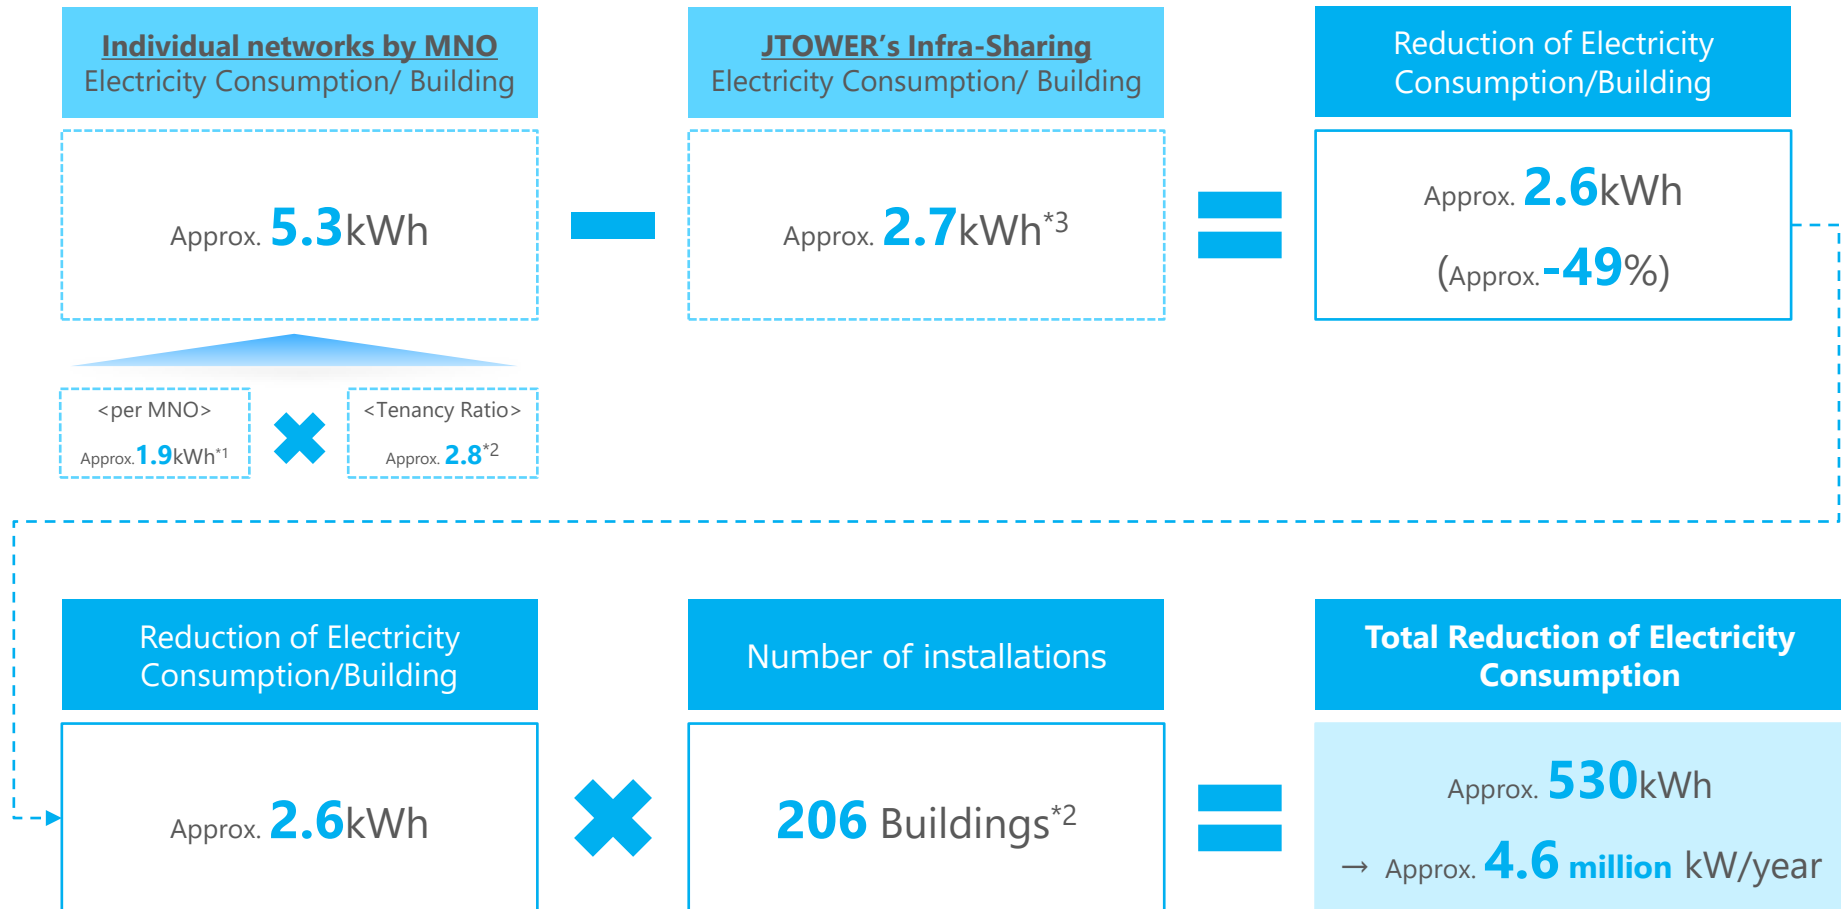 Individual networks by MNO
Electricity Consumption/ Building
Approx. 5.3kWh
<per MNO>
Approx.1.9kWh*1
<Tenancy Ratio>
Approx. 2.8*2
JTOWER’s Infra-Sharing
Electricity Consumption/ Building
Approx. 2.7kWh*3
Reduction of Electricity
Consumption/Building
Approx. 2.6kWh
(Approx.-49%)
Reduction of Electricity
Consumption/Building
Approx. 2.6kWh
Number of installations
206 Buildings*2
Total Reduction of Electricity
Consumption
Approx. 530kWh
→ Approx. 4.6 million kW/year